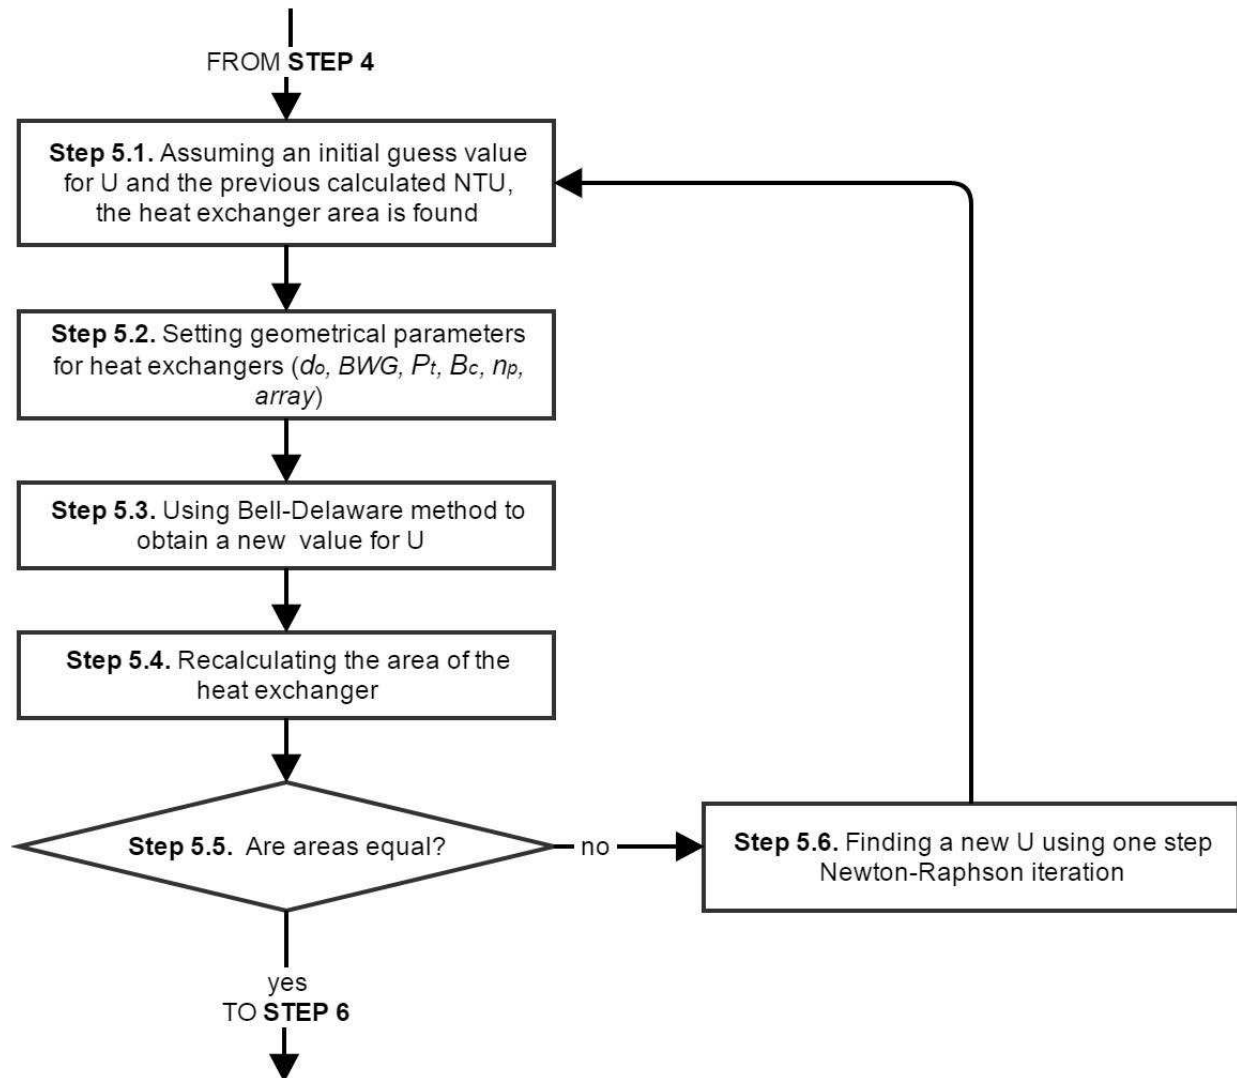 FROM STEP 4
Step 5.1. Assuming an initial guess value
for U and the previous calculated NTU,
the heat exchanger area is found
Step 5.2. Setting geometrical parameters
for heat exchangers (do, BWG, Pt, Bc, np,
array)
Step 5.3. Using Bell-Delaware method to
obtain a new value for U
Step 5.4. Recalculating the area of the
heat exchanger
Step 5.5. Are areas equal?
no
Step 5.6. Finding a new U using one step
Newton-Raphson iteration
yes
TO STEP 6